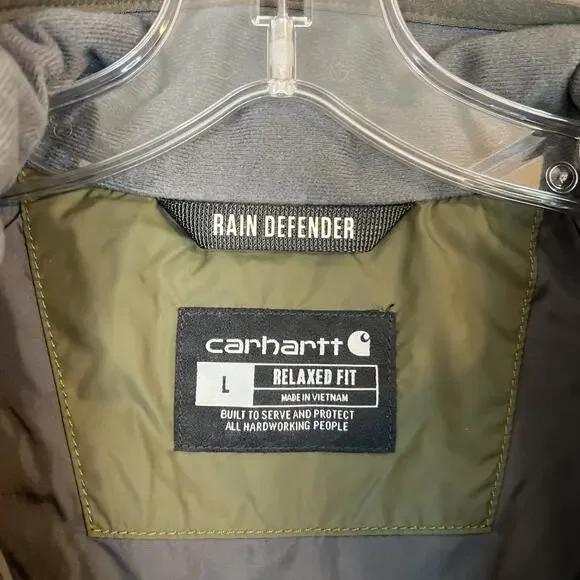 RAIN DEFENDER
carhartt
L
RELAXED FIT
MADE IN VIETNAM
BUILT TO SERVE AND PROTECT
ALL HARDWORKING PEOPLE